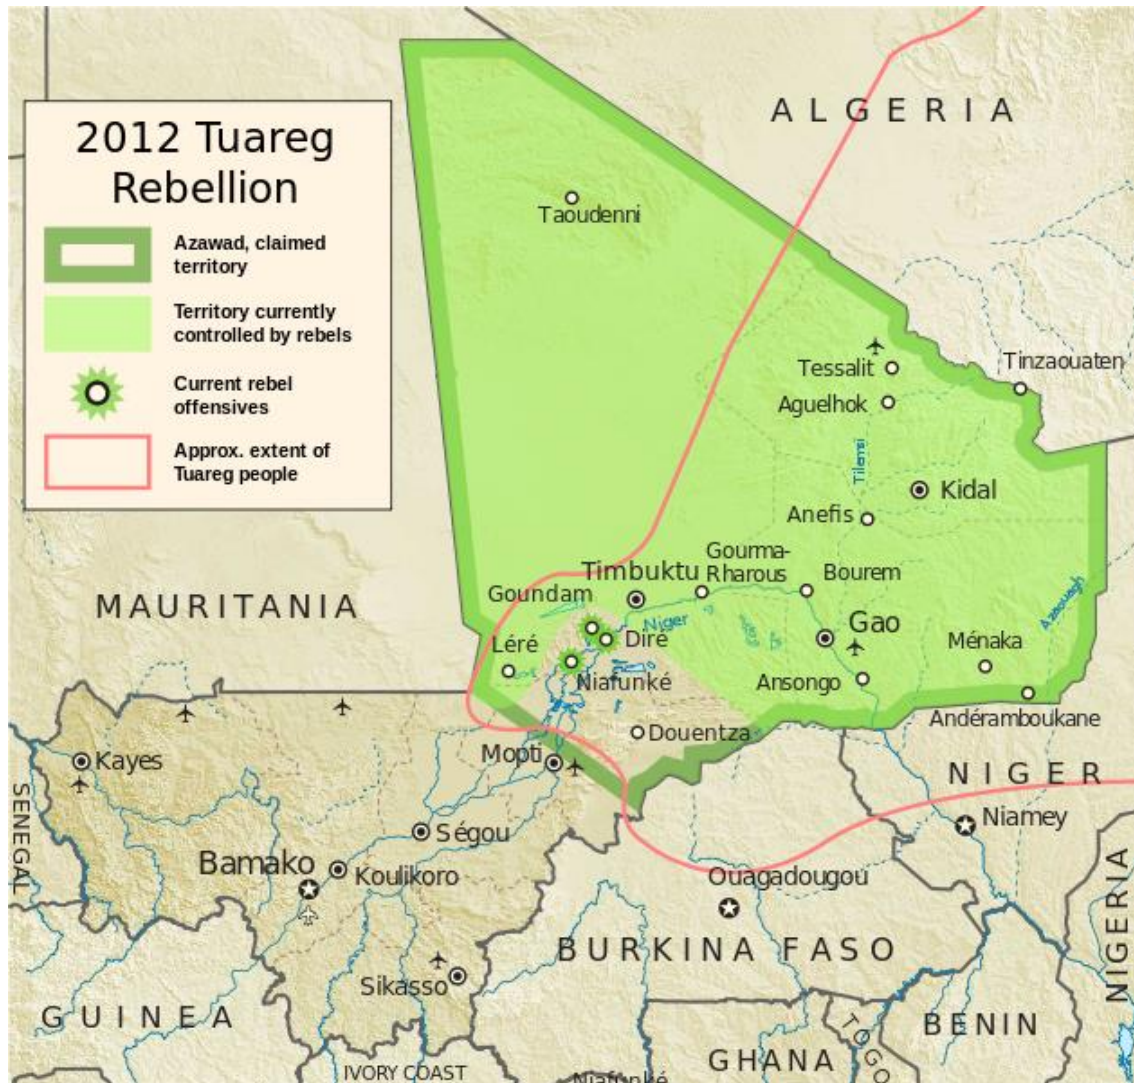 2012 Tuareg
Rebellion
Azawad, claimed
territory
Territory currently
controlled by rebels
Current rebel
offensives
Approx. extent of
Tuareg people
ALGERIA
Taoudenni
Tessalit
Tinzaouaten
Aguelhok
Tilemsi
Kidal
Anefis
Gourma-
Rharous
Timbuktu
Bourem
Goundam
MAURITANIA
Azaouagh
Niger
Diré
Gao
Léré
Ménaka
Niafunké
Ansongo
Andéramboukane
Douentza
Mopti
Kayes
NIGER
SENEGAL
Niamey
Ségou
Bamako
Koulikoro
Ouagadougou
NIGERIA
BURKINA FASO
Sikasso
GUINEA
BENIN
TOGO
GHANA
IVORY COAST
Niafunké